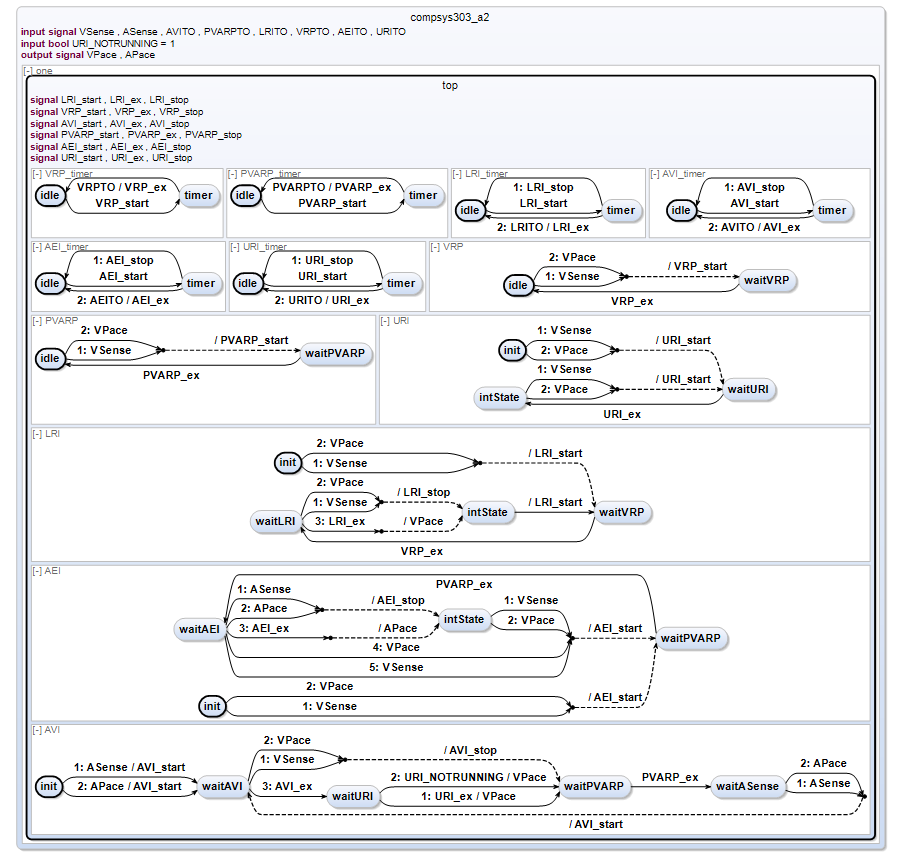 compsys303_a2
input signal VSense , ASense , AVITO , PVARPTO , LRITO , VRPTO , AEITO , URITO
input bool URI_NOTRUNNING = 1
output signal VPace , APace
[-] one
top
signal LRI_start , LRI_ex , LRI_stop
signal VRP_start , VRP_ex , VRP_stop
signal AVI_start , AVI_ex , AVI_stop
signal PVARP_start , PVARP_ex , PVARP_stop
signal AEI_start , AEI_ex , AEI_stop
signal URI_start , URI_ex , URI_stop
[-] VRP_timer
idle
VRPTO / VRP_ex
VRP_start
timer
[-] PVARP_timer
idle
PVARPTO / PVARP_ex
PVARP_start
timer
[-] LRI_timer
idle
1: LRI_stop
LRI_start
2: LRITO / LRI_ex
timer
[-] AVI_timer
idle
1: AVI_stop
AVI_start
2: AVITO / AVI_ex
timer
[-] AEI_timer
idle
1: AEI_stop
AEI_start
2: AEITO / AEI_ex
timer
[-] URI_timer
idle
1: URI_stop
URI_start
2: URITO / URI_ex
timer
[-] VRP
idle
2: VPace
1: VSense
/ VRP_start
waitVRP
VRP_ex
[-] PVARP
2: VPace
idle
1: VSense
/ PVARP_start
waitPVARP
PVARP_ex
[-] URI
1: VSense
init
2: VPace
/ URI_start
1: VSense
intState
2: VPace
/ URI_start
waitURI
URI_ex
[-] LRI
2: VPace
init
1: VSense
/ LRI_start
2: VPace
1: VSense
/ LRI_stop
waitLRI
3: LRI_ex
/ VPace
intState
/ LRI_start
waitVRP
VRP_ex
[-] AEI
PVARP_ex
1: ASense
2: APace
/ AEI_stop
waitAEI
3: AEI_ex
/ APace
intState
1: VSense
2: VPace
/ AEI_start
waitPVARP
4: VPace
5: VSense
2: VPace
init
1: VSense
/ AEI_start
[-] AVI
init
1: ASense / AVI_start
2: APace / AVI_start
waitAVI
2: VPace
1: VSense
/ AVI_stop
3: AVI_ex
waitURI
2: URI_NOTRUNNING / VPace
1: URI_ex / VPace
waitPVARP
PVARP_ex
waitASense
2: APace
1: ASense
/ AVI_start